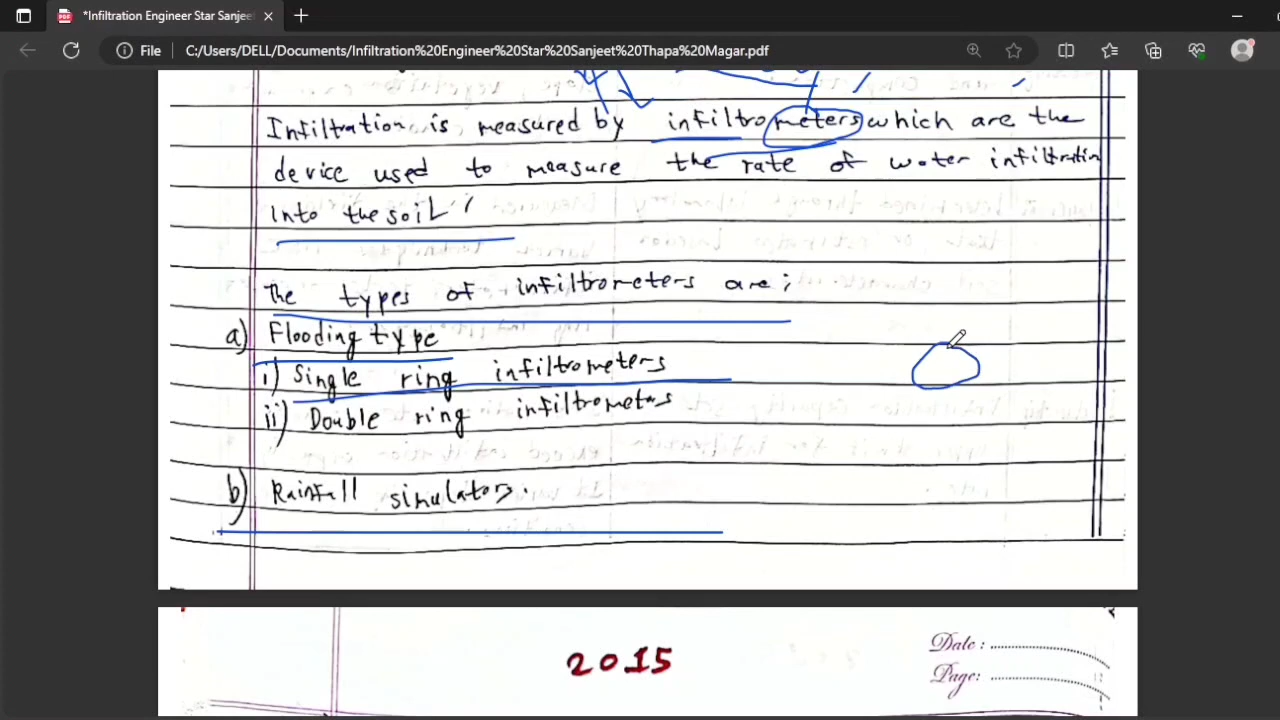 *Infiltration Engineer Star Sanjeet
File
C:/Users/DELL/Documents/Infiltration%20Engineer%20Star%20Sanjeet%20Thapa%20Magar.pdf
Infiltration is measured by infiltrometers which are the
device used to measure the rate of water infiltration
into the soil
The types of infiltrometers are;
a) Flooding type
i) Single ring infiltrometers
ii) Double ring infiltrometers
b) Rainfall simulators.
2015
Date:
Page: